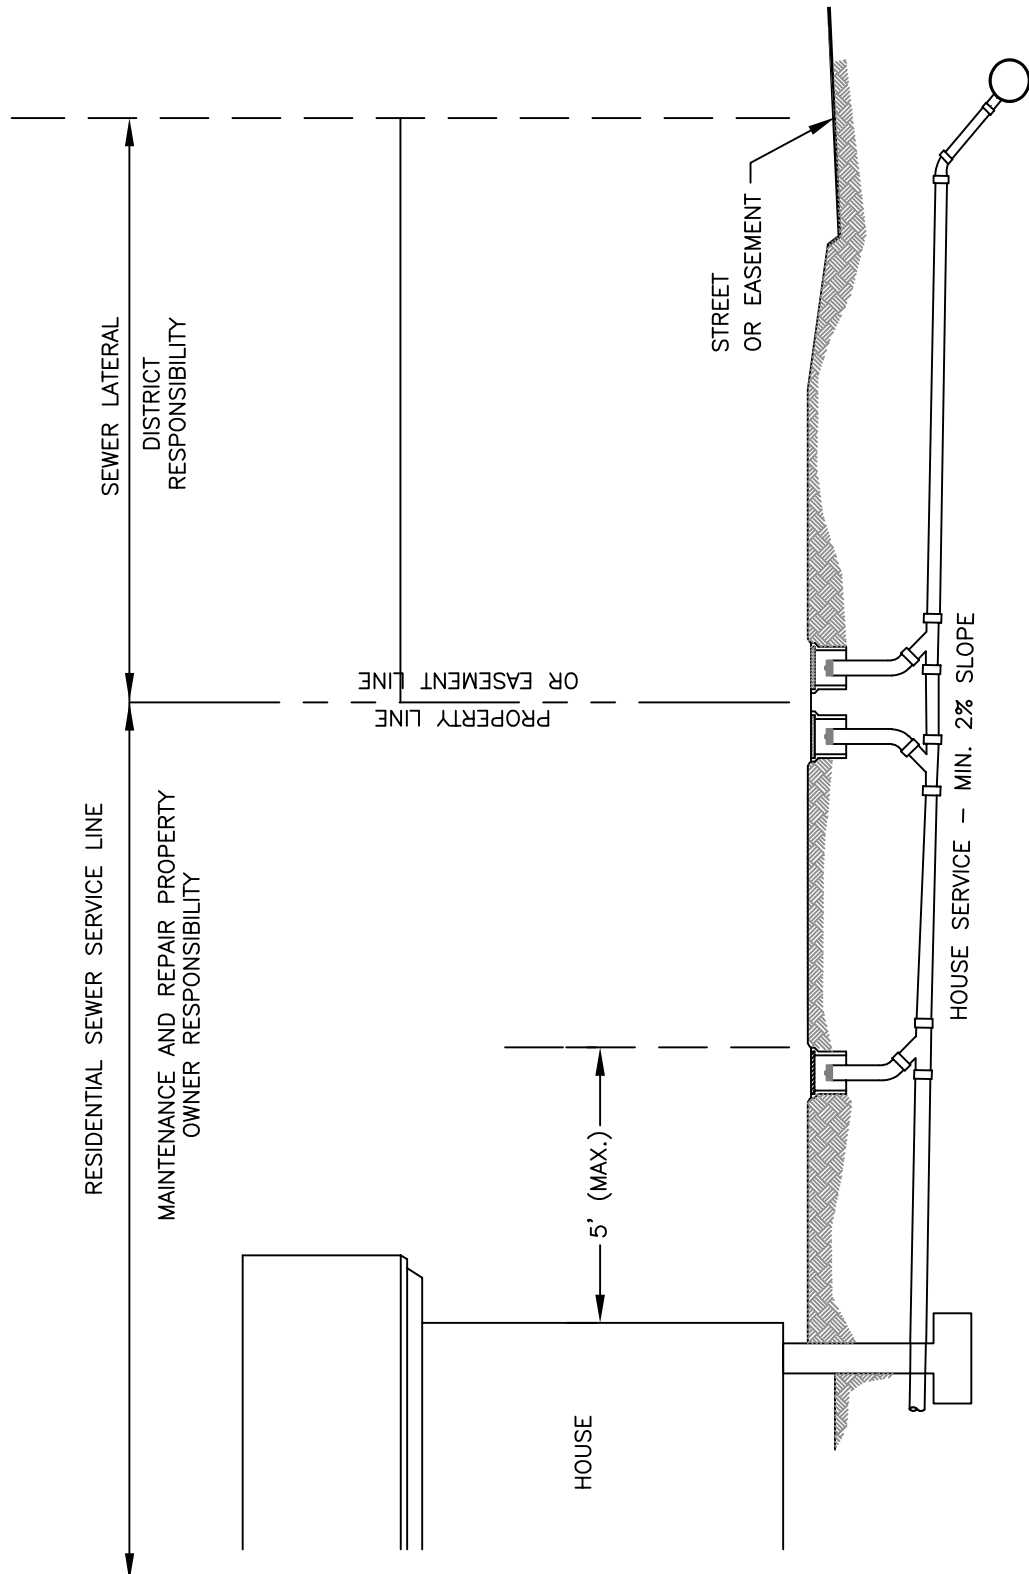 RESIDENTIAL SEWER SERVICE LINE
MAINTENANCE AND REPAIR PROPERTY
OWNER RESPONSIBILITY
SEWER LATERAL
DISTRICT
RESPONSIBILITY
PROPERTY LINE
OR EASEMENT LINE
STREET
OR EASEMENT
5' (MAX.)
HOUSE
HOUSE SERVICE – MIN. 2% SLOPE